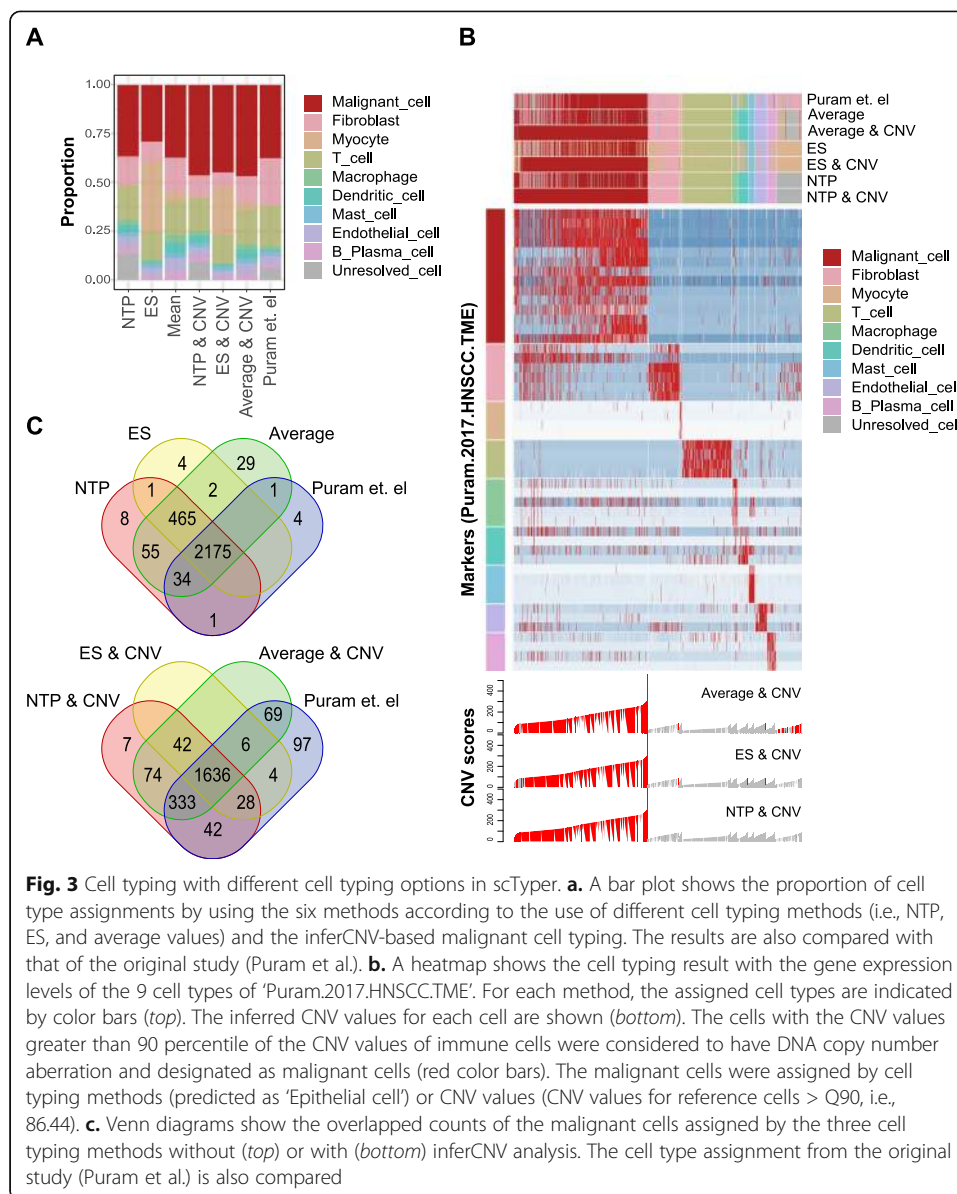 A
1.00
0.75
0.50
0.25
0.00
Proportion
NTP
ES
Mean
NTP & CNV
ES & CNV
Average & CNV
Puram et. el
Malignant_cell
Fibroblast
Myocyte
T_cell
Macrophage
Dendritic_cell
Mast_cell
Endothelial_cell
B_Plasma_cell
Unresolved_cell
B
Puram et. el
Average
Average & CNV
ES
ES & CNV
NTP
NTP & CNV
Markers (Puram.2017.HNSCC.TME)
Malignant_cell
Fibroblast
Myocyte
T_cell
Macrophage
Dendritic_cell
Mast_cell
Endothelial_cell
B_Plasma_cell
Unresolved_cell
CNV scores
0 200 400
Average & CNV
0 200 400
ES & CNV
0 200 400
NTP & CNV
C
ES
Average
NTP
Puram et. el
4
29
1
2
1
8
465
4
55
2175
34
1
ES & CNV
Average & CNV
NTP & CNV
Puram et. el
69
7
42
6
97
74
1636
4
333
28
42
Fig. 3 Cell typing with different cell typing options in scTyper. a. A bar plot shows the proportion of cell
type assignments by using the six methods according to the use of different cell typing methods (i.e., NTP,
ES, and average values) and the inferCNV-based malignant cell typing. The results are also compared with
that of the original study (Puram et al.). b. A heatmap shows the cell typing result with the gene expression
levels of the 9 cell types of ‘Puram.2017.HNSCC.TME’. For each method, the assigned cell types are indicated
by color bars (top). The inferred CNV values for each cell are shown (bottom). The cells with the CNV values
greater than 90 percentile of the CNV values of immune cells were considered to have DNA copy number
aberration and designated as malignant cells (red color bars). The malignant cells were assigned by cell
typing methods (predicted as ‘Epithelial cell’) or CNV values (CNV values for reference cells > Q90, i.e.,
86.44). c. Venn diagrams show the overlapped counts of the malignant cells assigned by the three cell
typing methods without (top) or with (bottom) inferCNV analysis. The cell type assignment from the original
study (Puram et al.) is also compared